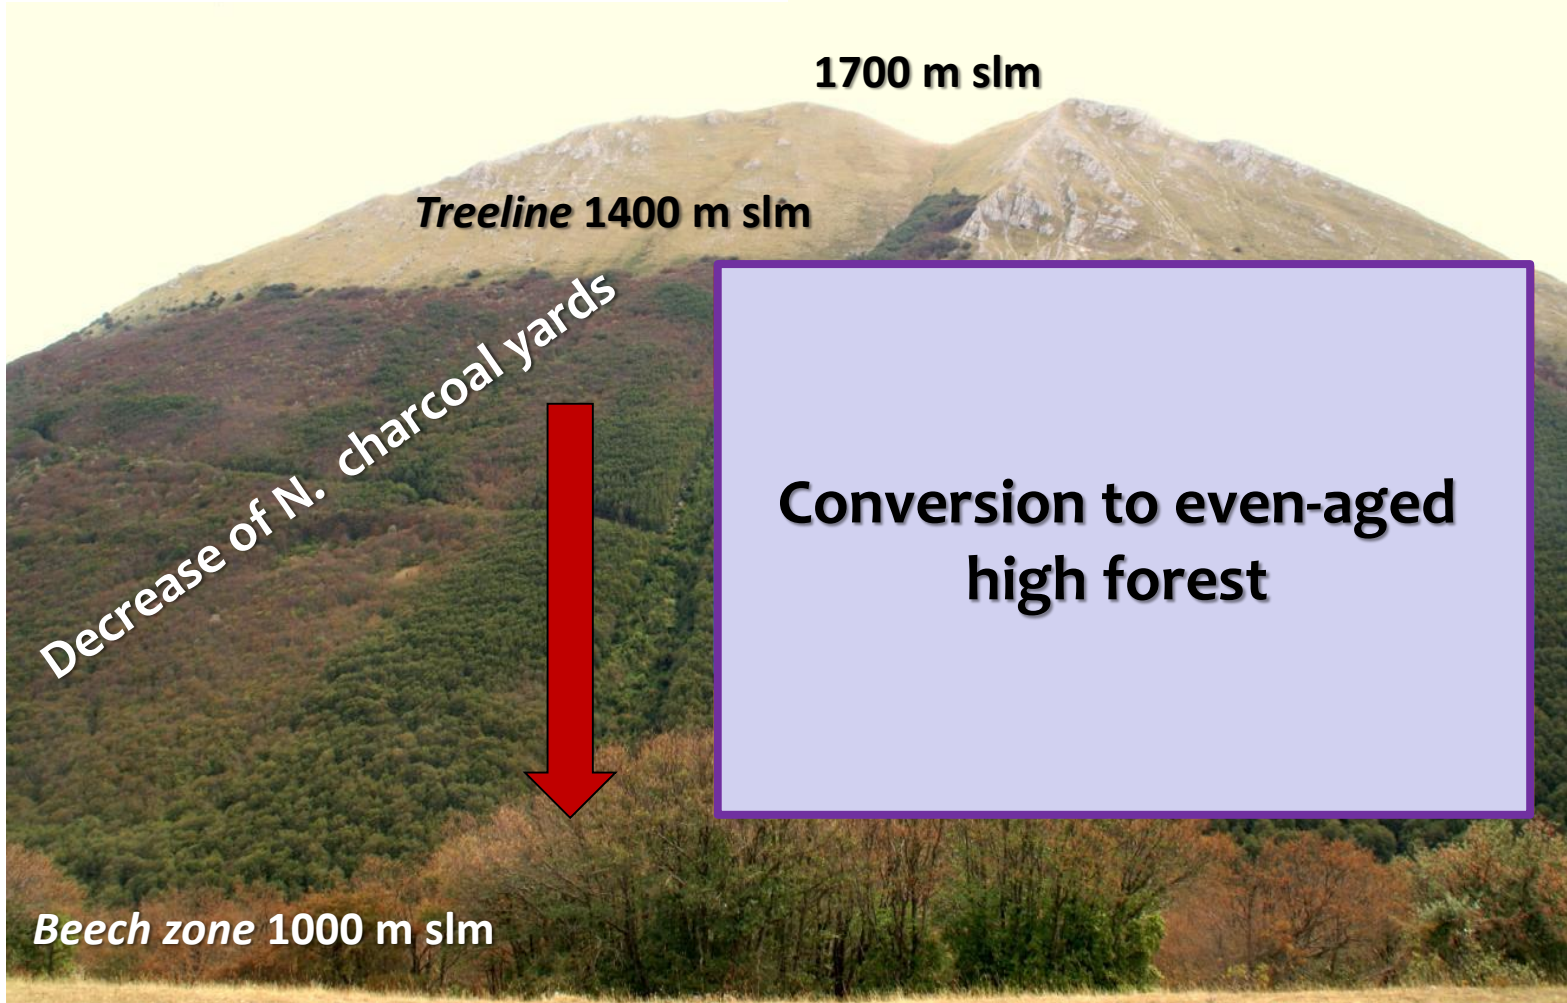 1700 m slm
Treeline 1400 m slm
Decrease of N. charcoal yards
Conversion to even-aged
high forest
Beech zone 1000 m slm